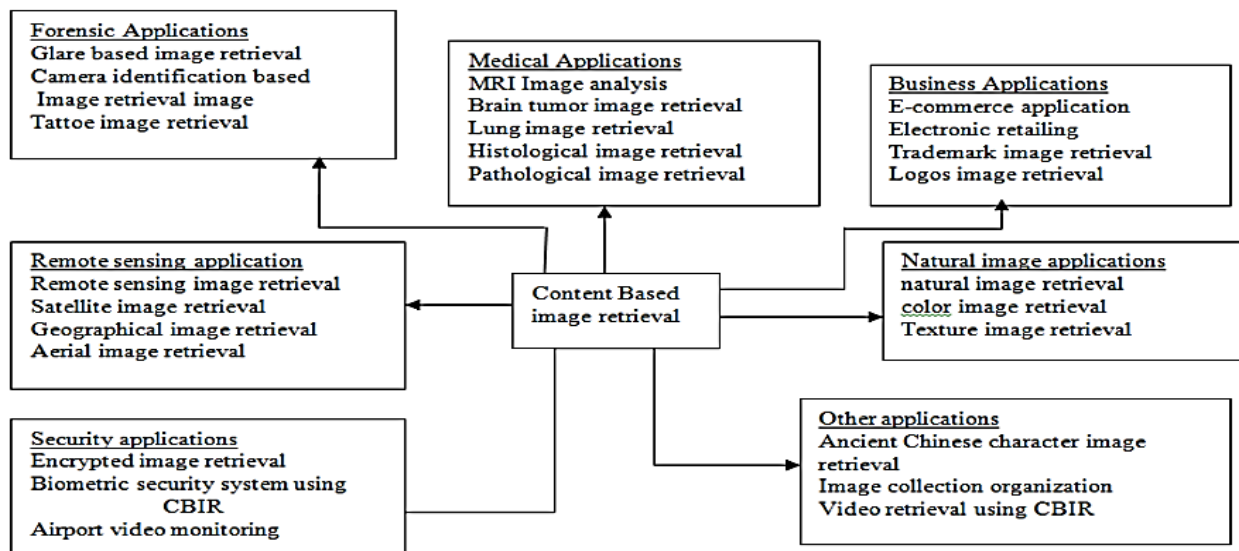 Forensic Applications
Glare based image retrieval
Camera identification based
Image retrieval image
Tattoe image retrieval
Medical Applications
MRI Image analysis
Brain tumor image retrieval
Lung image retrieval
Histological image retrieval
Pathological image retrieval
Business Applications
E-commerce application
Electronic retailing
Trademark image retrieval
Logos image retrieval
Remote sensing application
Remote sensing image retrieval
Satellite image retrieval
Geographical image retrieval
Aerial image retrieval
Content Based
image retrieval
Natural image applications
natural image retrieval
color image retrieval
Texture image retrieval
Security applications
Encrypted image retrieval
Biometric security system using
CBIR
Airport video monitoring
Other applications
Ancient Chinese character image
retrieval
Image collection organization
Video retrieval using CBIR